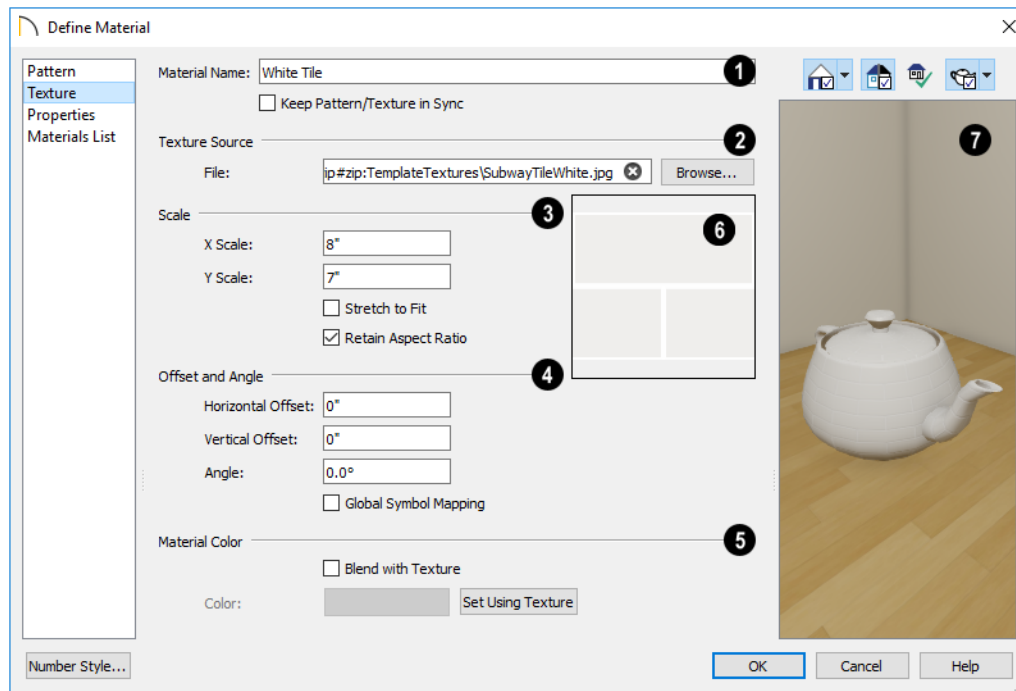 Define Material
Pattern
Texture
Properties
Materials List
Material Name: White Tile 1
Keep Pattern/Texture in Sync
Texture Source 2
File: ip#zip:TemplateTextures\SubwayTileWhite.jpg Browse...
Scale 3
X Scale: 8"
Y Scale: 7"
Stretch to Fit
Retain Aspect Ratio
6
Offset and Angle 4
Horizontal Offset: 0"
Vertical Offset: 0"
Angle: 0.0°
Global Symbol Mapping
Material Color 5
Blend with Texture
Color: Set Using Texture
7
Number Style... OK Cancel Help